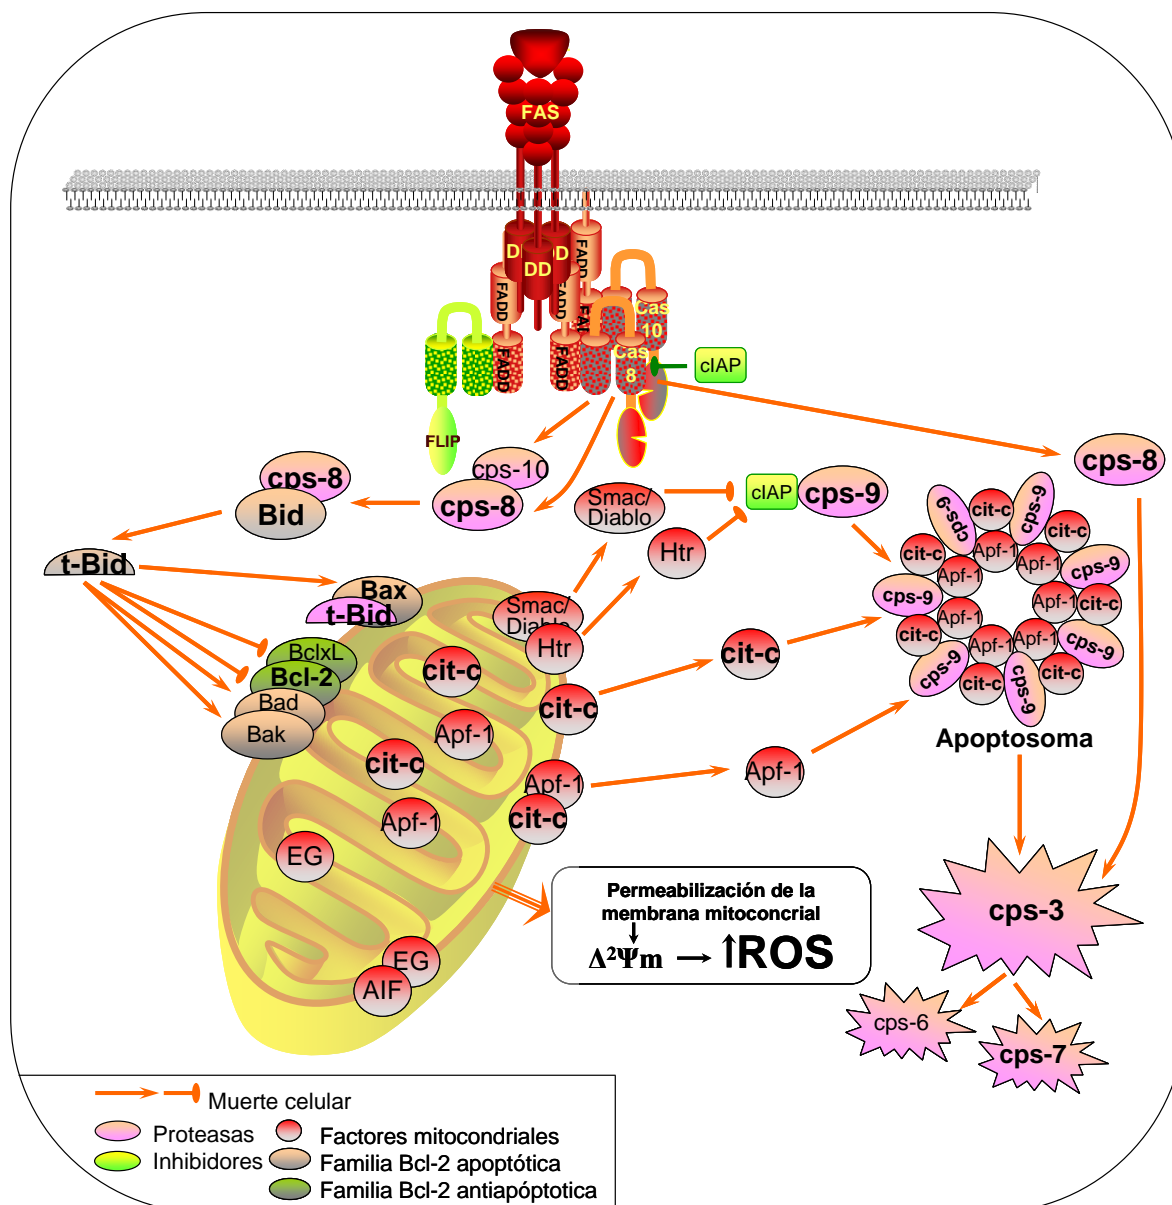 FAS
DD
DD
FADD
FADD
FADD
FADD
FADD
Cas
10
Cas
8
cIAP
FLIP
cps-10
cps-8
cps-8
Bid
t-Bid
Bax
t-Bid
BclxL
Bcl-2
Bad
Bak
Smac/
Diablo
Htr
cIAP
cps-9
cps-8
Smac/
Diablo
Htr
cit-c
cit-c
cit-c
cit-c
cit-c
Apf-1
Apf-1
Apf-1
Apf-1
EG
EG
AIF
cps-9
cps-9
cps-9
cps-9
cps-9
cps-9
cps-9
cit-c
cit-c
cit-c
cit-c
cit-c
cit-c
cit-c
Apf-1
Apf-1
Apf-1
Apf-1
Apf-1
Apf-1
Apf-1
Apoptosoma
Permeabilización de la
membrana mitoconcrial
Δ²Ψm → ↑ROS
cps-3
cps-6
cps-7
Muerte celular
Proteasas
Factores mitocondriales
Inhibidores
Familia Bcl-2 apoptótica
Familia Bcl-2 antiapóptotica